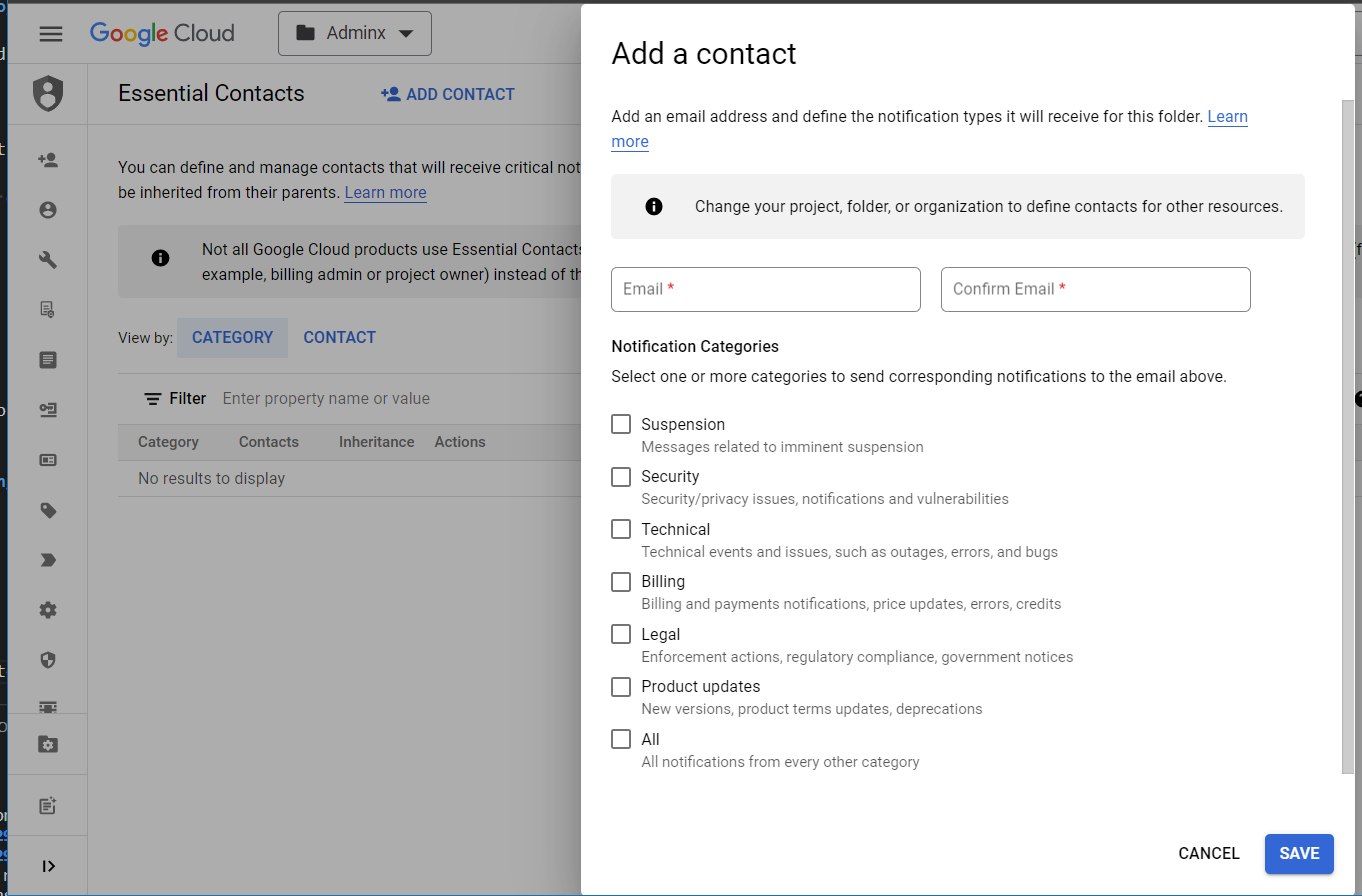 Google Cloud
Adminx
Essential Contacts
ADD CONTACT
You can define and manage contacts that will receive critical not
be inherited from their parents. Learn more
Not all Google Cloud products use Essential Contacts
example, billing admin or project owner) instead of th
View by: CATEGORY CONTACT
Filter Enter property name or value
Category Contacts Inheritance Actions
No results to display
Add a contact
Add an email address and define the notification types it will receive for this folder. Learn
more
Change your project, folder, or organization to define contacts for other resources.
Email * Confirm Email *
Notification Categories
Select one or more categories to send corresponding notifications to the email above.
Suspension
Messages related to imminent suspension
Security
Security/privacy issues, notifications and vulnerabilities
Technical
Technical events and issues, such as outages, errors, and bugs
Billing
Billing and payments notifications, price updates, errors, credits
Legal
Enforcement actions, regulatory compliance, government notices
Product updates
New versions, product terms updates, deprecations
All
All notifications from every other category
CANCEL SAVE